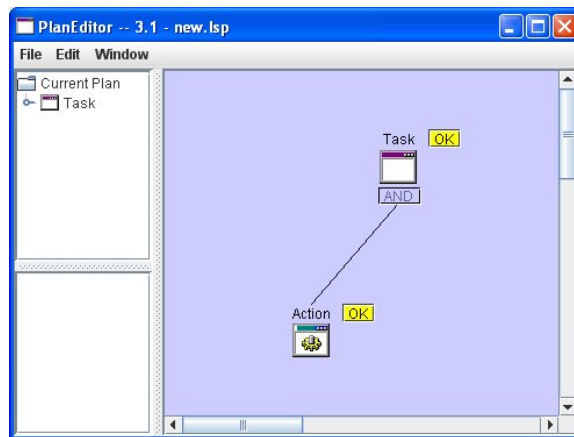 PlanEditor -- 3.1 - new.lsp
File Edit Window
Current Plan
Task
Task OK
AND
Action OK